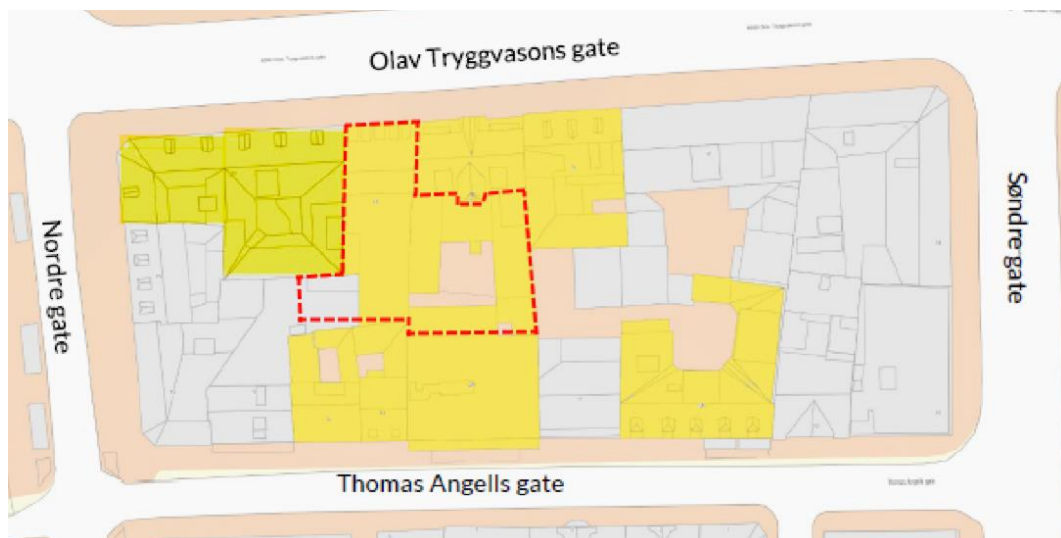 Olav Tryggvasons gate
Nordre gate
Søndre gate
Thomas Angells gate